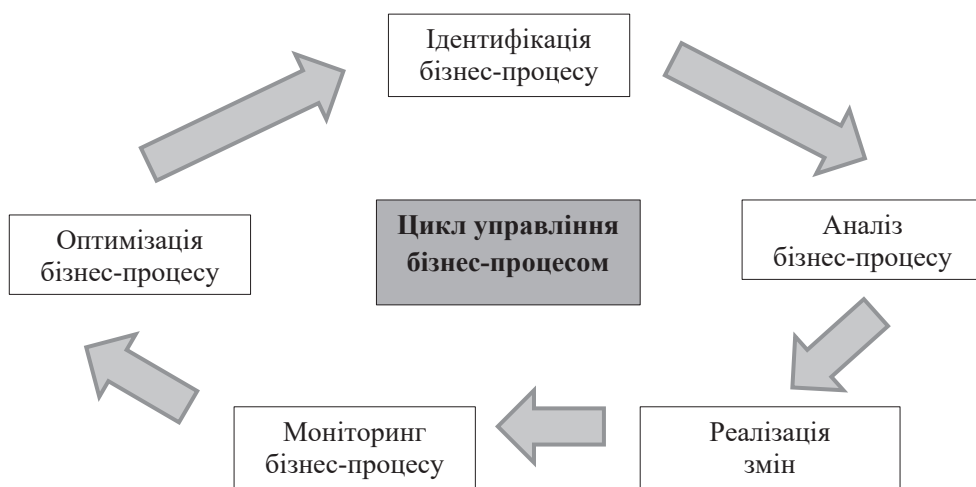 Ідентифікація
бізнес-процесу
Оптимізація
бізнес-процесу
Цикл управління
бізнес-процесом
Аналіз
бізнес-процесу
Моніторинг
бізнес-процесу
Реалізація
змін